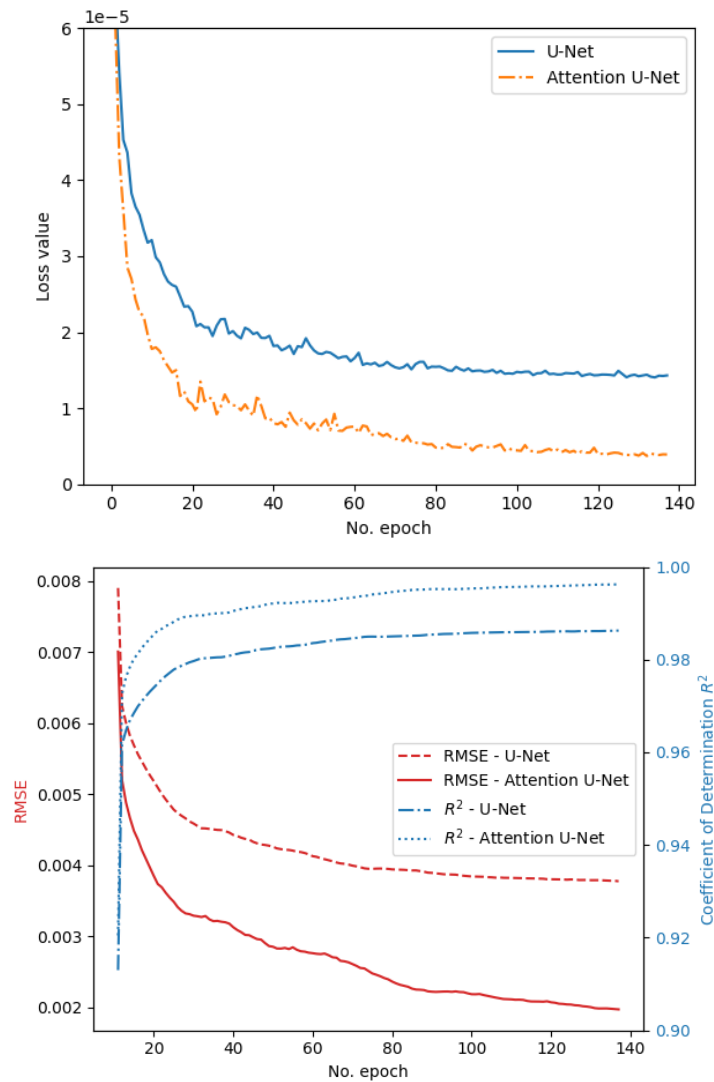 1e−5
6
5
4
3
2
1
0
Loss value
U-Net
Attention U-Net
0 20 40 60 80 100 120 140
No. epoch
0.008
0.007
0.006
0.005
0.004
0.003
0.002
RMSE
RMSE - U-Net
RMSE - Attention U-Net
R² - U-Net
R² - Attention U-Net
1.00
0.98
0.96
0.94
0.92
0.90
Coefficient of Determination R²
20 40 60 80 100 120 140
No. epoch